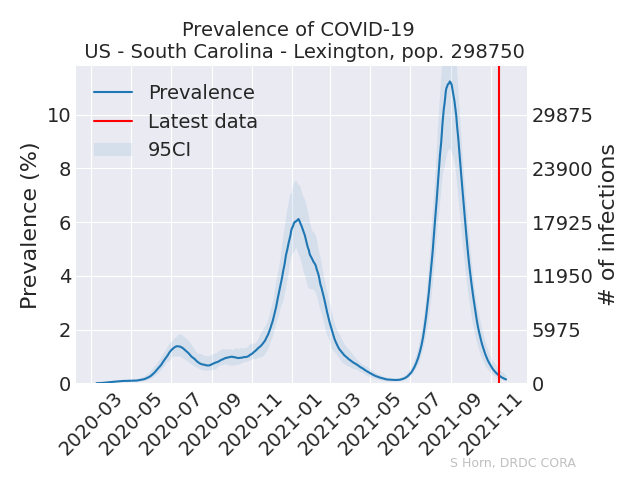 Prevalence of COVID-19
US - South Carolina - Lexington, pop. 298750
Prevalence
Latest data
95CI
Prevalence (%)
10
8
6
4
2
0
# of infections
29875
23900
17925
11950
5975
0
2020-03
2020-05
2020-07
2020-09
2020-11
2021-01
2021-03
2021-05
2021-07
2021-09
2021-11
S Horn, DRDC CORA